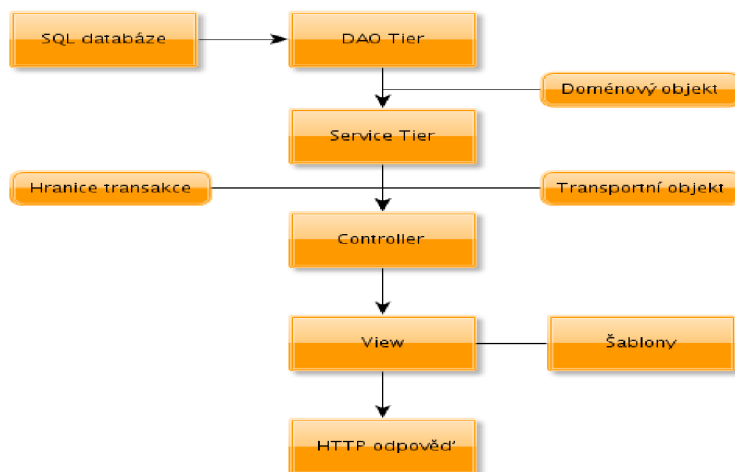 SQL databáze
DAO Tier
Doménový objekt
Service Tier
Hranice transakce
Transportní objekt
Controller
View
Šablony
HTTP odpověď